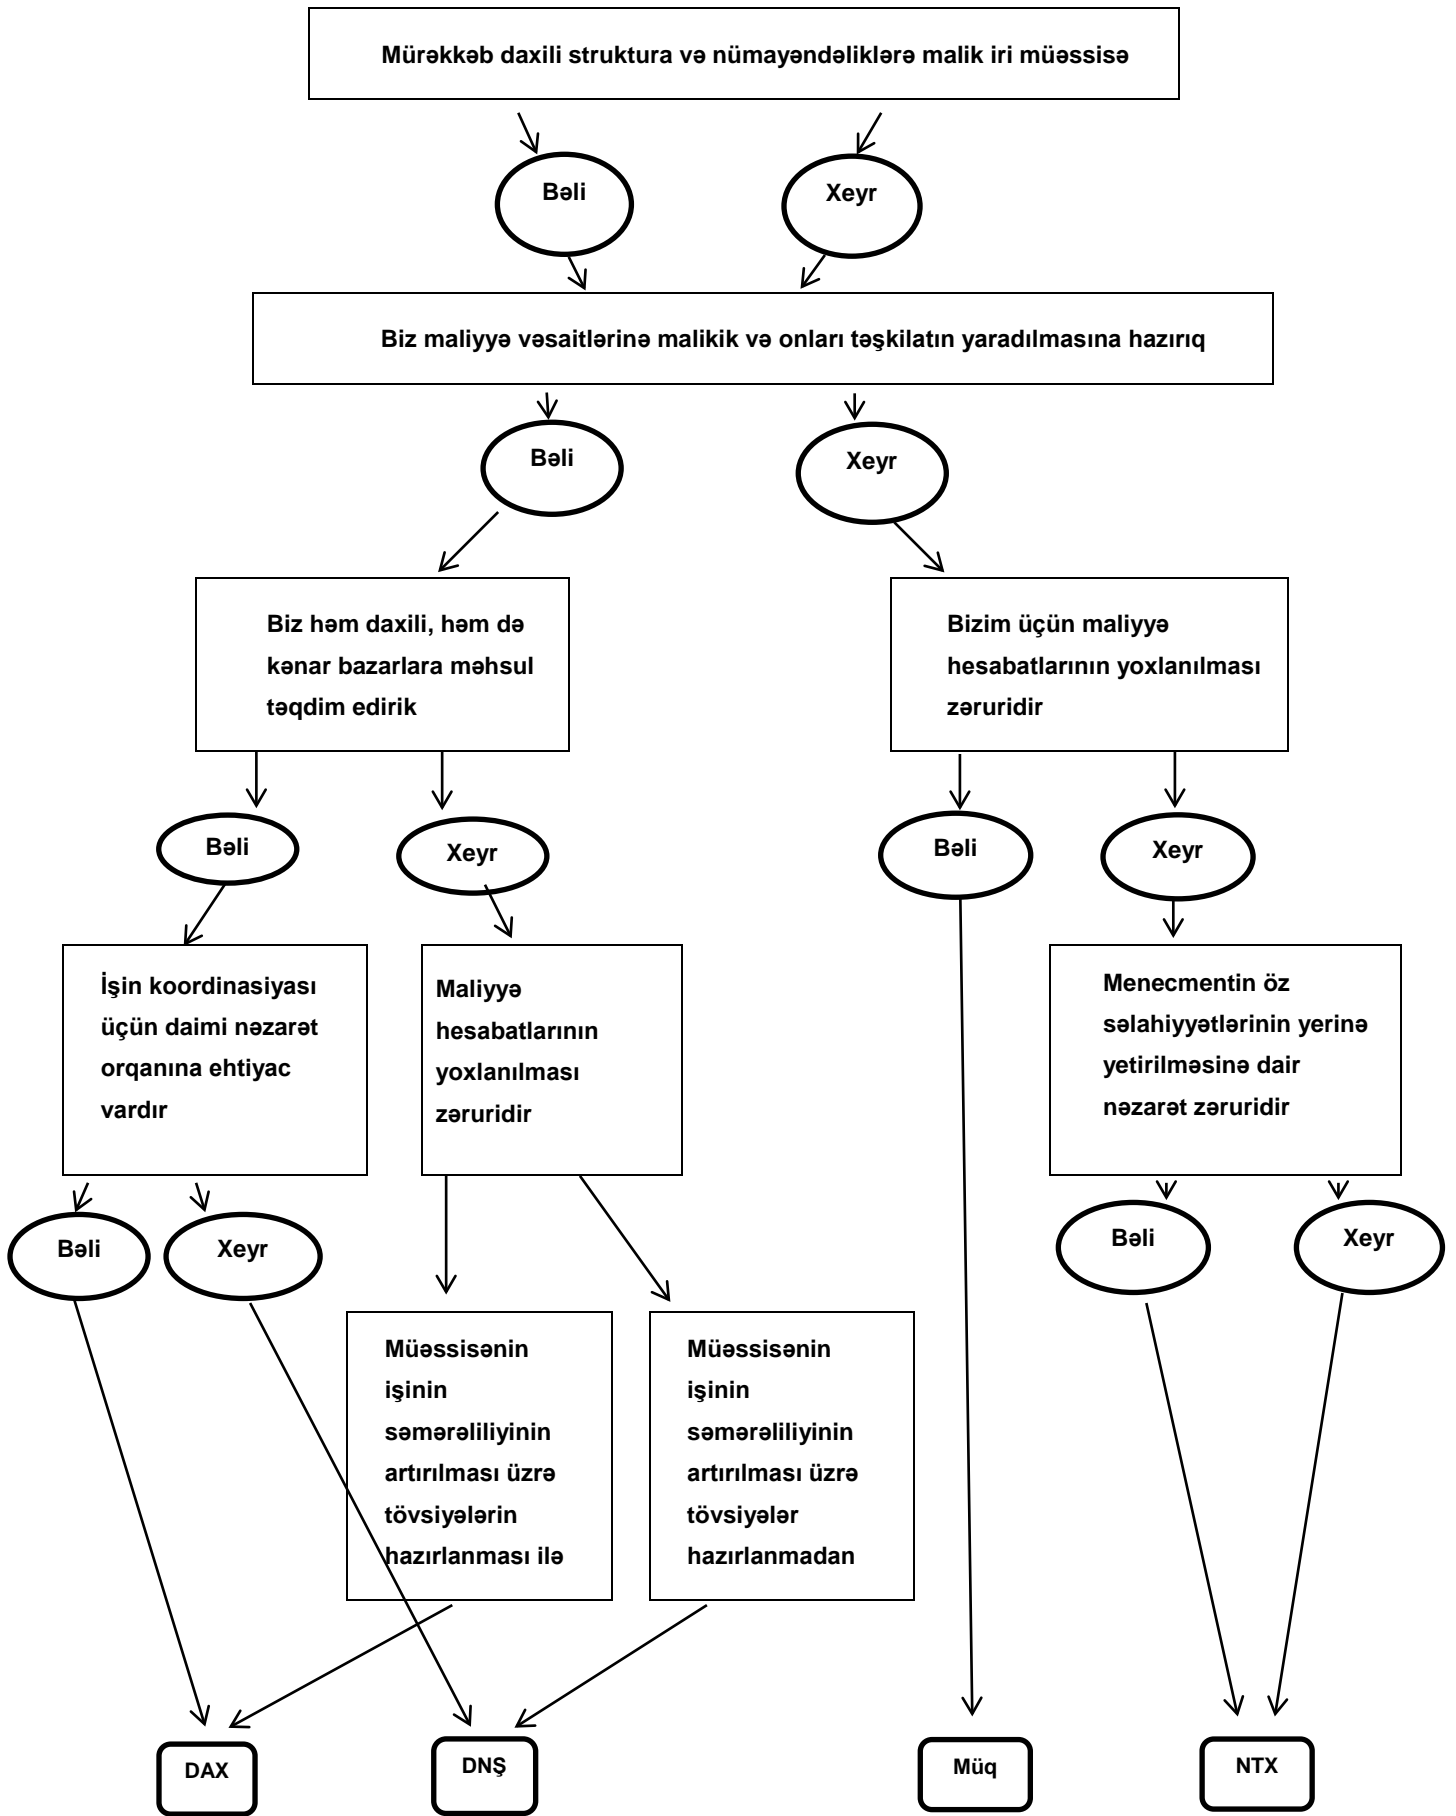 Mürəkkəb daxili struktura və nümayəndəliklərə malik iri müəssisə
Bəli
Xeyr
Biz maliyyə vəsaitlərinə malikik və onları təşkilatın yaradılmasına hazırıq
Bəli
Xeyr
Biz həm daxili, həm də
kənar bazarlara məhsul
təqdim edirik
Bizim üçün maliyyə
hesabatlarının yoxlanılması
zəruridir
Bəli
Xeyr
Bəli
Xeyr
İşin koordinasiyası
üçün daimi nəzarət
orqanına ehtiyac
vardır
Maliyyə
hesabatlarının
yoxlanılması
zəruridir
Menecmentin öz
səlahiyyətlərinin yerinə
yetirilməsinə dair
nəzarət zəruridir
Bəli
Xeyr
Bəli
Xeyr
Müəssisənin
işinin
səmərəliliyinin
artırılması üzrə
tövsiyələrin
hazırlanması ilə
Müəssisənin
işinin
səmərəliliyinin
artırılması üzrə
tövsiyələr
hazırlanmadan
DAX
DNŞ
Müq
NTX